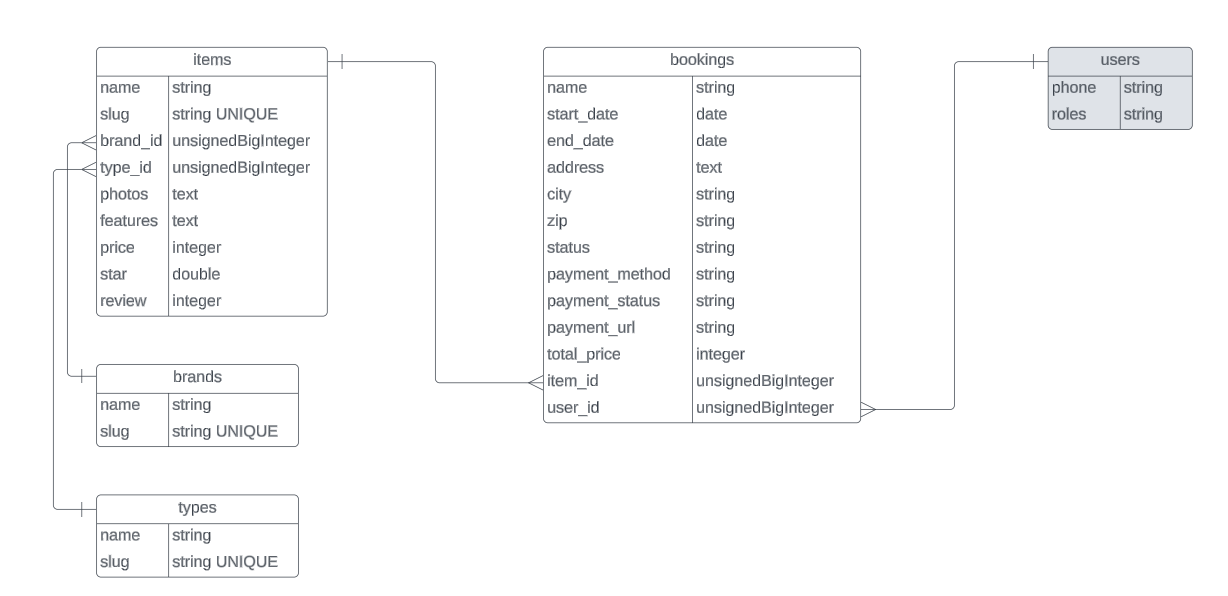 items
name string
slug string UNIQUE
brand_id unsignedBigInteger
type_id unsignedBigInteger
photos text
features text
price integer
star double
review integer
brands
name string
slug string UNIQUE
types
name string
slug string UNIQUE
bookings
name string
start_date date
end_date date
address text
city string
zip string
status string
payment_method string
payment_status string
payment_url string
total_price integer
item_id unsignedBigInteger
user_id unsignedBigInteger
users
phone string
roles string